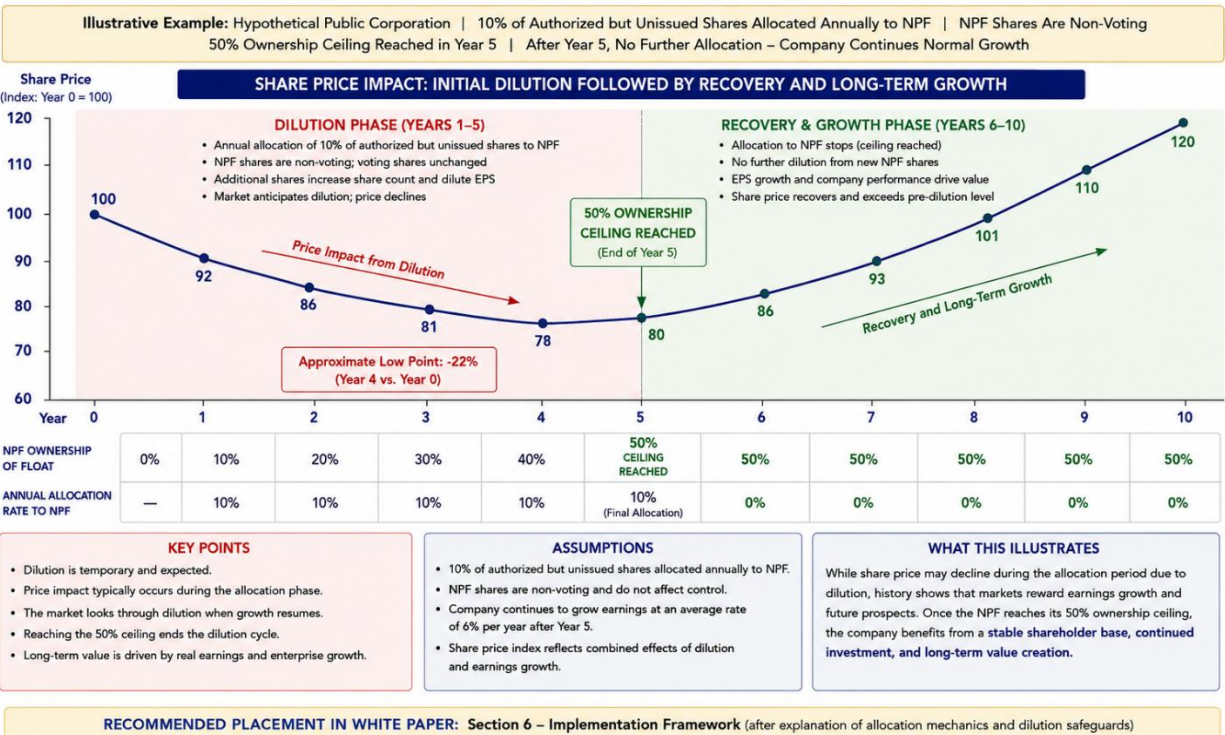 Illustrative Example: Hypothetical Public Corporation | 10% of Authorized but Unissued Shares Allocated Annually to NPF | NPF Shares Are Non-Voting
50% Ownership Ceiling Reached in Year 5 | After Year 5, No Further Allocation – Company Continues Normal Growth
Share Price
(Index: Year 0 = 100)
SHARE PRICE IMPACT: INITIAL DILUTION FOLLOWED BY RECOVERY AND LONG-TERM GROWTH
120
110
100
90
80
70
60
DILUTION PHASE (YEARS 1–5)
• Annual allocation of 10% of authorized but unissued shares to NPF
• NPF shares are non-voting; voting shares unchanged
• Additional shares increase share count and dilute EPS
• Market anticipates dilution; price declines
RECOVERY & GROWTH PHASE (YEARS 6–10)
• Allocation to NPF stops (ceiling reached)
• No further dilution from new NPF shares
• EPS growth and company performance drive value
• Share price recovers and exceeds pre-dilution level
50% OWNERSHIP
CEILING REACHED
(End of Year 5)
Price Impact from Dilution
Recovery and Long-Term Growth
100
92
86
81
78
80
86
93
101
110
120
Approximate Low Point: -22%
(Year 4 vs. Year 0)
Year 0 1 2 3 4 5 6 7 8 9 10
NPF OWNERSHIP
OF FLOAT
0% 10% 20% 30% 40% 50% CEILING REACHED 50% 50% 50% 50% 50%
ANNUAL ALLOCATION
RATE TO NPF
— 10% 10% 10% 10% 10% (Final Allocation) 0% 0% 0% 0% 0%
KEY POINTS
• Dilution is temporary and expected.
• Price impact typically occurs during the allocation phase.
• The market looks through dilution when growth resumes.
• Reaching the 50% ceiling ends the dilution cycle.
• Long-term value is driven by real earnings and enterprise growth.
ASSUMPTIONS
• 10% of authorized but unissued shares allocated annually to NPF.
• NPF shares are non-voting and do not affect control.
• Company continues to grow earnings at an average rate
of 6% per year after Year 5.
• Share price index reflects combined effects of dilution
and earnings growth.
WHAT THIS ILLUSTRATES
While share price may decline during the allocation period due to
dilution, history shows that markets reward earnings growth and
future prospects. Once the NPF reaches its 50% ownership ceiling,
the company benefits from a stable shareholder base, continued
investment, and long-term value creation.
RECOMMENDED PLACEMENT IN WHITE PAPER: Section 6 – Implementation Framework (after explanation of allocation mechanics and dilution safeguards)